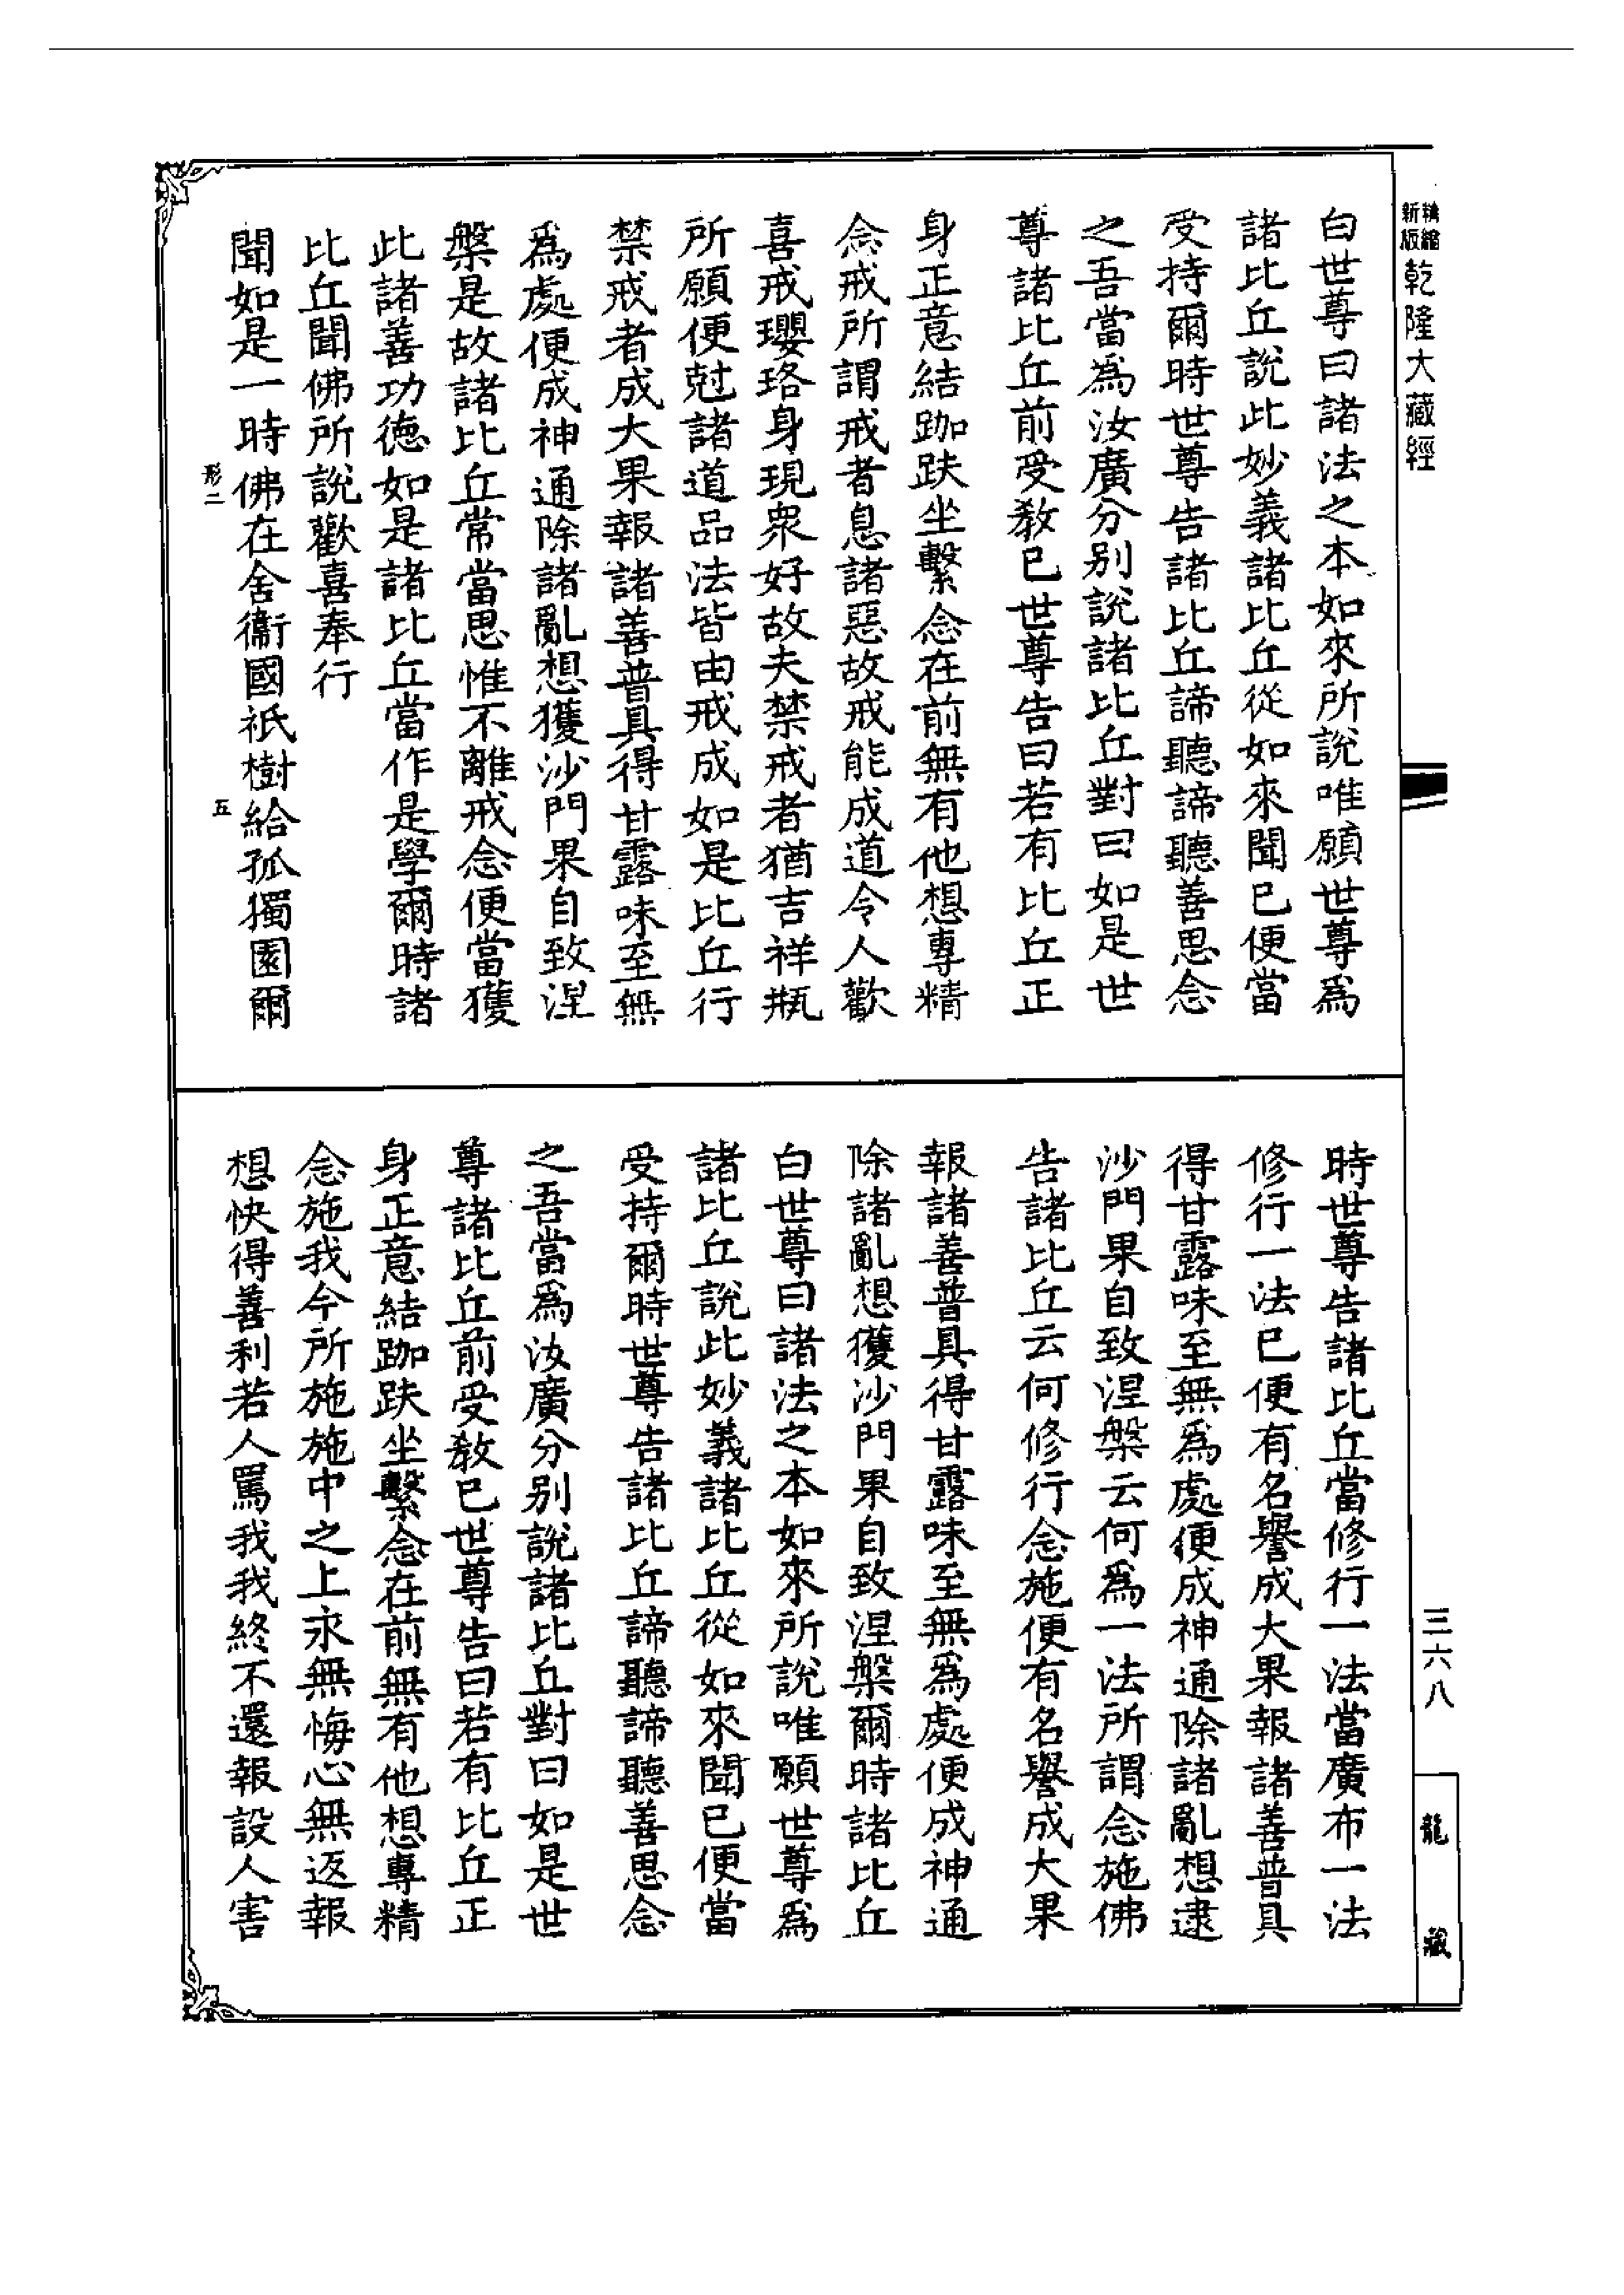 新版精縮乾隆大藏經
白世尊曰諸法之本如來所說唯願世尊爲
諸比丘說此妙義諸比丘從如來聞已便當
受持爾時世尊告諸比丘諦聽諦聽善思念
之吾當爲汝廣分别說諸比丘對曰如是世
尊諸比丘前受教已世尊告曰若有比丘正
身正意結跏趺坐繫念在前無有他想專精
念戒所謂戒者息諸惡故戒能成道令人歡
喜戒瓔珞身現衆好故夫禁戒者猶吉祥瓶
所願便尅諸道品法皆由戒成如是比丘行
禁戒者成大果報諸善普具得甘露味至無
爲處便成神通除諸亂想獲沙門果自致涅
槃是故諸比丘常當思惟不離戒念便當獲
此諸善功德如是諸比丘當作是學爾時諸
比丘聞佛所說歡喜奉行
聞如是一時佛在舍衞國祇樹給孤獨園爾
形二
五
時世尊告諸比丘當修行一法當廣布一法
修行一法已便有名譽成大果報諸善普具
得甘露味至無爲處便成神通除諸亂想逮
沙門果自致涅槃云何爲一法所謂念施佛
告諸比丘云何修行念施便有名譽成大果
報諸善普具得甘露味至無爲處便成神通
除諸亂想獲沙門果自致涅槃爾時諸比丘
白世尊曰諸法之本如來所說唯願世尊爲
諸比丘說此妙義諸比丘從如來聞已便當
受持爾時世尊告諸比丘諦聽諦聽善思念
之吾當爲汝廣分别說諸比丘對曰如是世
尊諸比丘前受教已世尊告曰若有比丘正
身正意結跏趺坐繫念在前無有他想專精
念施我今所施施中之上永無悔心無返報
想快得善利若人罵我我終不還報設人害
三六八
龍藏